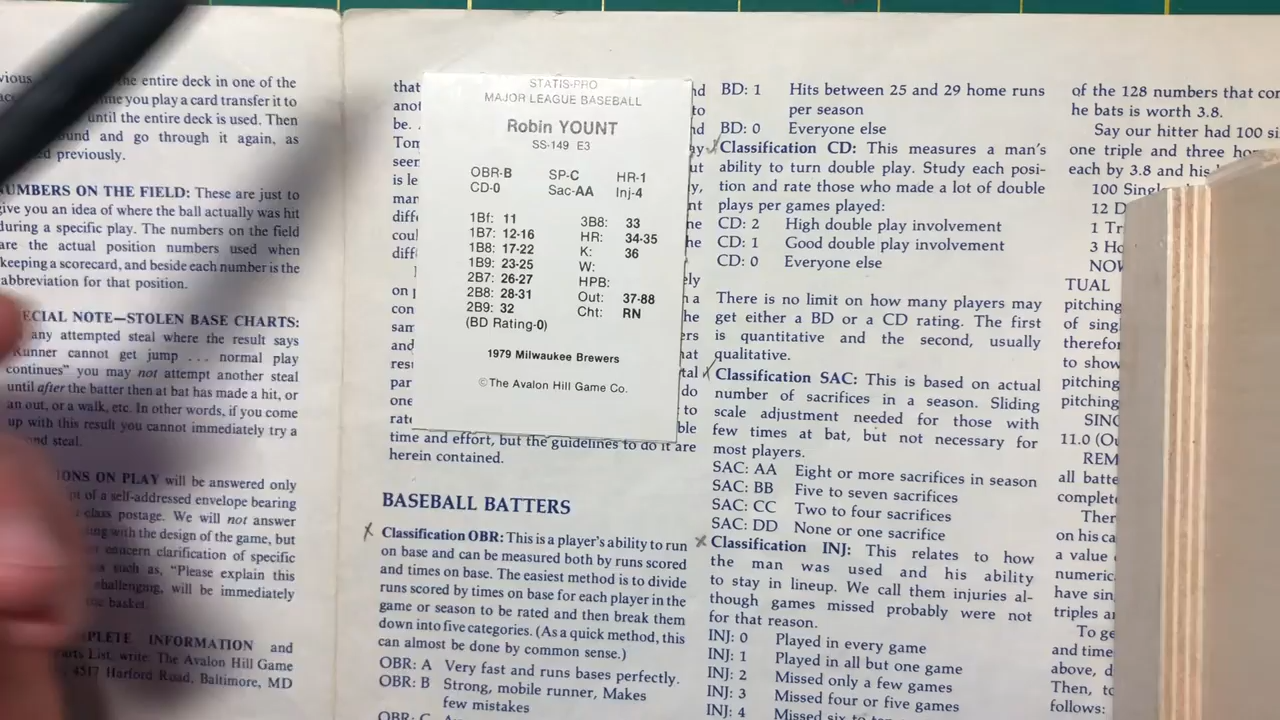 the entire deck in one of the
me you play a card transfer it to
until the entire deck is used. Then
and go through it again, as
previously.
NUMBERS ON THE FIELD: These are just to
give you an idea of where the ball actually was hit
during a specific play. The numbers on the field
are the actual position numbers used when
keeping a scorecard, and beside each number is the
abbreviation for that position.
NOTE—STOLEN BASE CHARTS:
any attempted steal where the result says
Runner cannot get jump . . . normal play
continues" you may not attempt another steal
until after the batter then at bat has made a hit, or
an out, or a walk, etc. In other words, if you come
up with this result you cannot immediately try a
steal.
ON PLAY will be answered only
of a self-addressed envelope bearing
class postage. We will not answer
with the design of the game, but
concern clarification of specific
such as, "Please explain this
challenging, will be immediately
basket.
INFORMATION and
List, write: The Avalon Hill Game
4517 Harford Road, Baltimore, MD
that
be.
time and effort, but the guidelines to do it are
herein contained.
STATIS-PRO
MAJOR LEAGUE BASEBALL
Robin YOUNT
SS-149 E3
OBR-B SP-C HR-1
CD-0 Sac-AA Inj-4
1Bf: 11
1B7: 12-16
1B8: 17-22
1B9: 23-25
2B7: 26-27
2B8: 28-31
2B9: 32
(BD Rating-0)
3B8: 33
HR: 34-35
K: 36
W:
HPB:
Out: 37-88
Cht: RN
1979 Milwaukee Brewers
©The Avalon Hill Game Co.
BASEBALL BATTERS
Classification OBR: This is a player's ability to run
on base and can be measured both by runs scored
and times on base. The easiest method is to divide
runs scored by times on base for each player in the
game or season to be rated and then break them
down into five categories. (As a quick method, this
can almost be done by common sense.)
OBR: A Very fast and runs bases perfectly.
OBR: B Strong, mobile runner, Makes
few mistakes
OBR: C
BD: 1 Hits between 25 and 29 home runs
per season
BD: 0 Everyone else
Classification CD: This measures a man's
ability to turn double play. Study each posi-
tion and rate those who made a lot of double
plays per games played:
CD: 2 High double play involvement
CD: 1 Good double play involvement
CD: 0 Everyone else
There is no limit on how many players may
get either a BD or a CD rating. The first
is quantitative and the second, usually
qualitative.
Classification SAC: This is based on actual
number of sacrifices in a season. Sliding
scale adjustment needed for those with
few times at bat, but not necessary for
most players.
SAC: AA Eight or more sacrifices in season
SAC: BB Five to seven sacrifices
SAC: CC Two to four sacrifices
SAC: DD None or one sacrifice
Classification INJ: This relates to how
the man was used and his ability
to stay in lineup. We call them injuries al-
though games missed probably were not
for that reason.
INJ: 0 Played in every game
INJ: 1 Played in all but one game
INJ: 2 Missed only a few games
INJ: 3 Missed four or five games
INJ: 4 Missed six to
of the 128 numbers that
he bats is worth 3.8.
Say our hitter had 100
one triple and three
each by 3.8 and his
100
12
1
3
TUAL
pitching
of
to show
pitching
pitching
11.0
all
on his
a value
numeric
have
triples
To
and time
above,
Then,
follows: